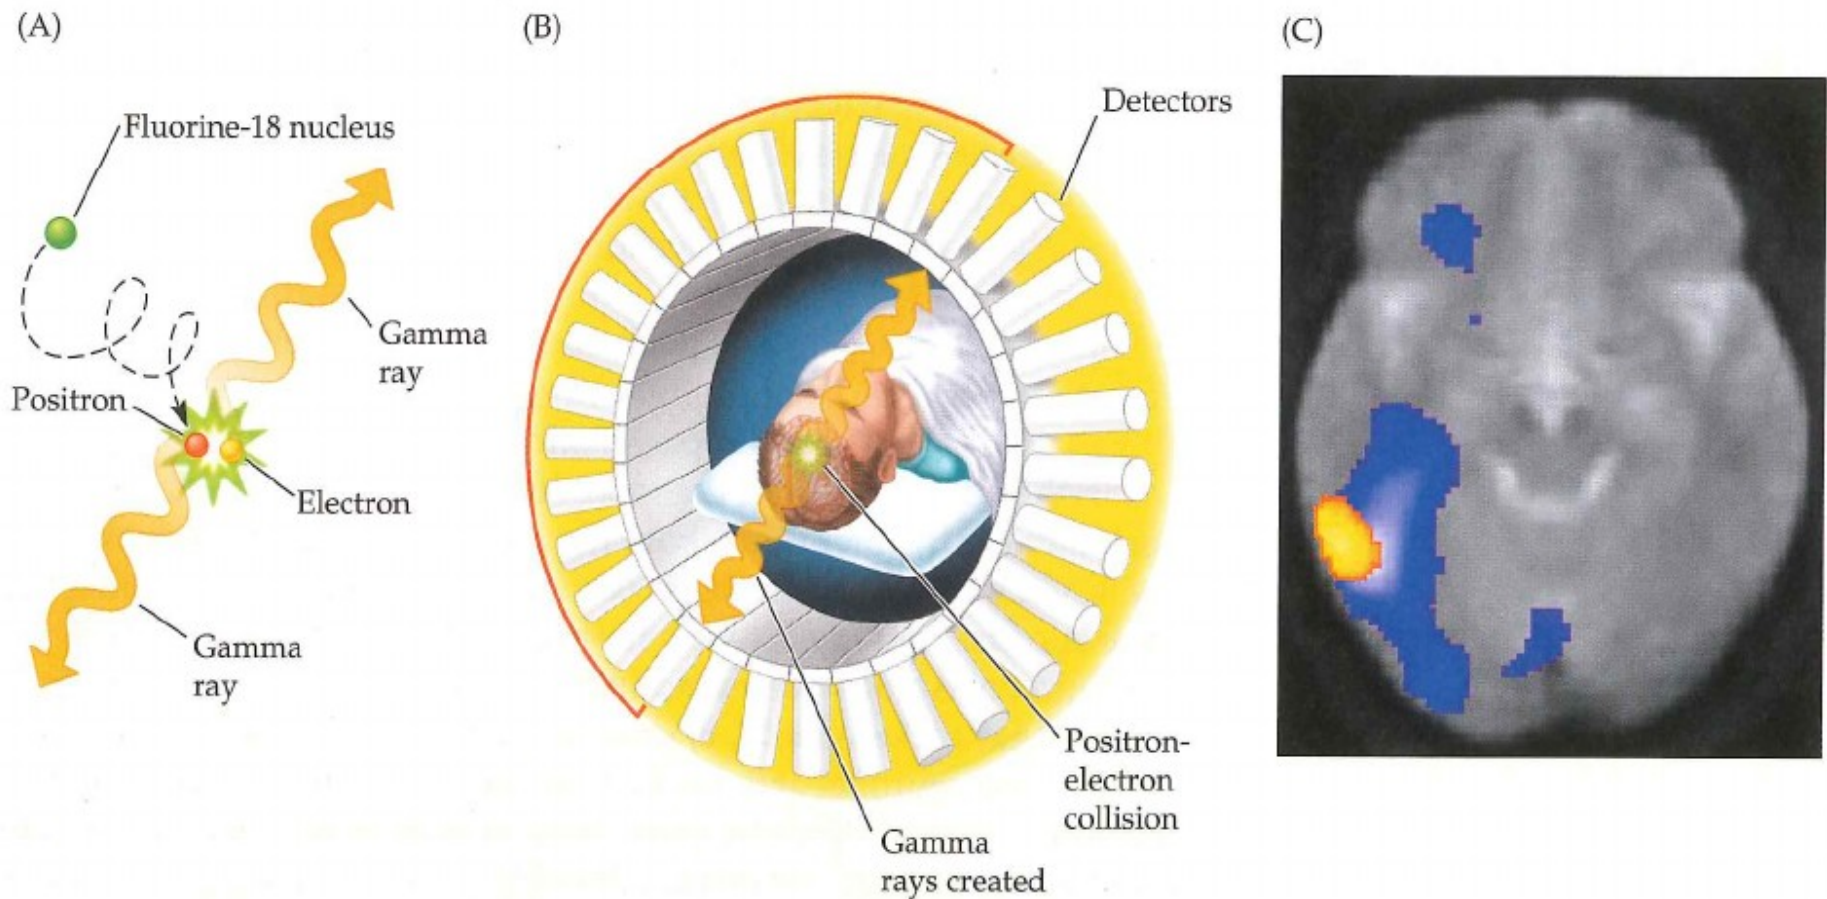 (A)
Fluorine-18 nucleus
Gamma
ray
Positron
Electron
Gamma
ray
(B)
Detectors
Positron-
electron
collision
Gamma
rays created
(C)